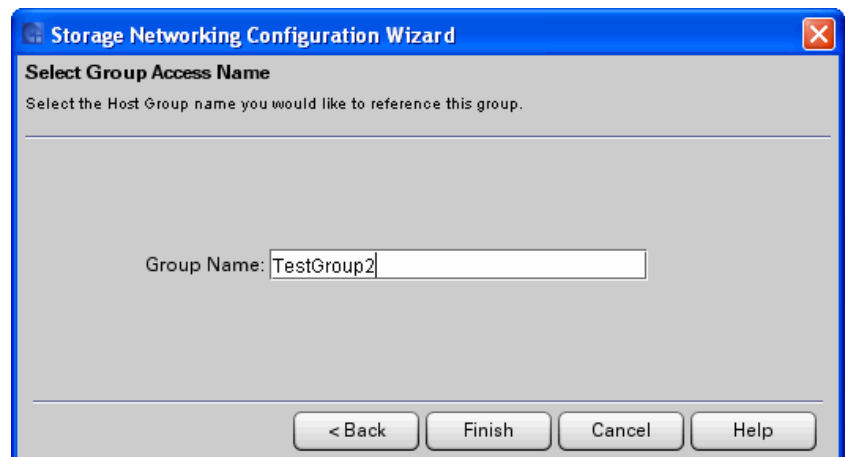 Storage Networking Configuration Wizard
Select Group Access Name
Select the Host Group name you would like to reference this group.
Group Name: TestGroup2
< Back Finish Cancel Help